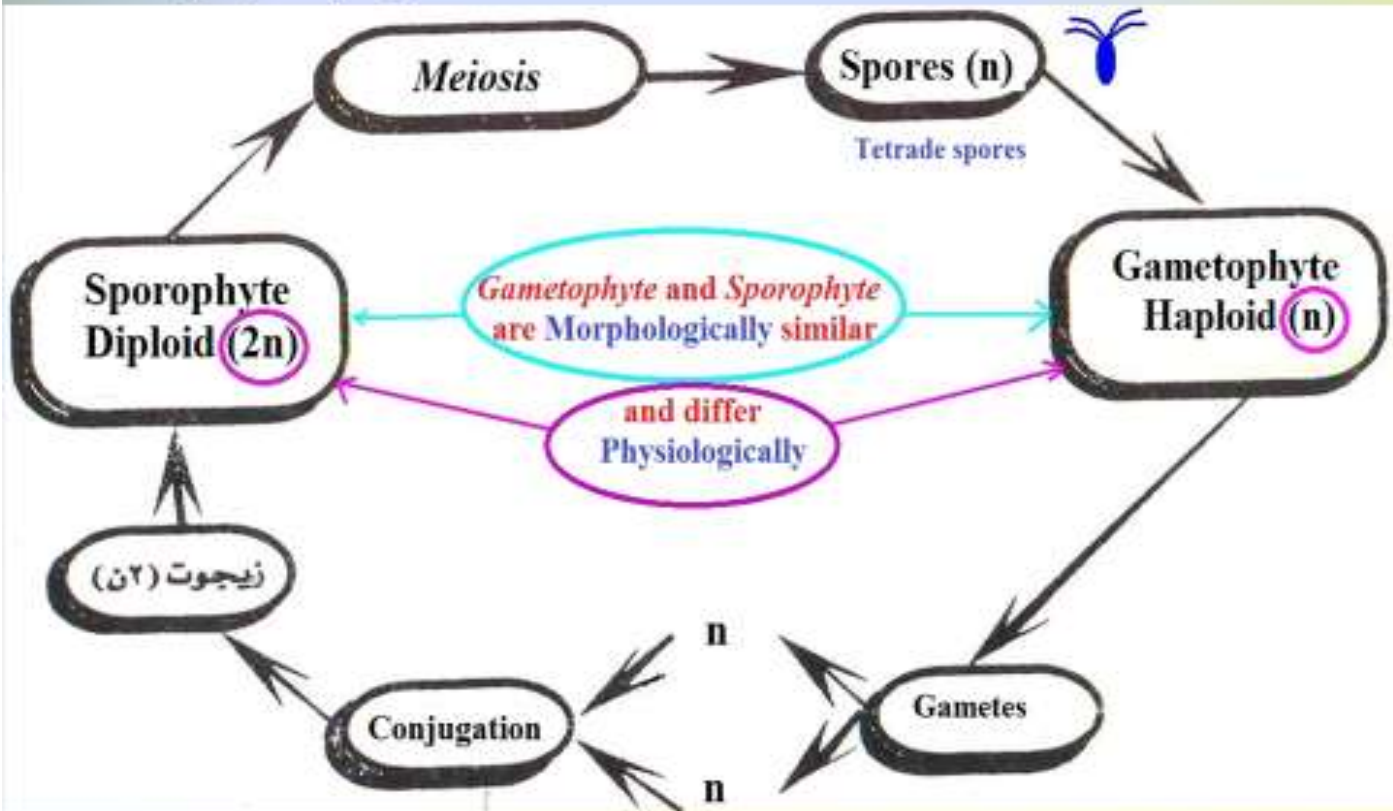 Meiosis
Spores (n)
Tetrade spores
Sporophyte
Diploid (2n)
Gametophyte and Sporophyte
are Morphologically similar
and differ
Physiologically
Gametophyte
Haploid (n)
زيجوت (٢ن)
Conjugation
n
n
Gametes